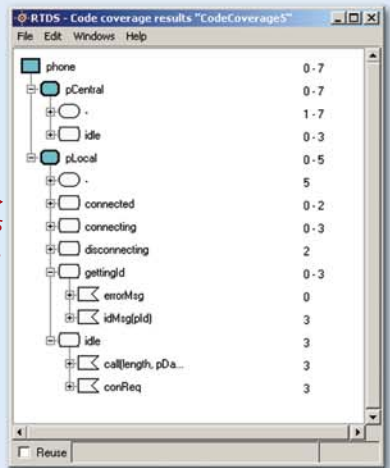 RTDS - Code coverage results "CodeCoverage5"
File Edit Windows Help
phone 0 - 7
pCentral 0 - 7
- 1 - 7
idle 0 - 3
pLocal 0 - 5
- 5
connected 0 - 2
connecting 0 - 3
disconnecting 2
gettingId 0 - 3
errorMsg 0
idMsg(pId) 3
idle 3
call(length, pDa... 3
conReq 3
Reuse